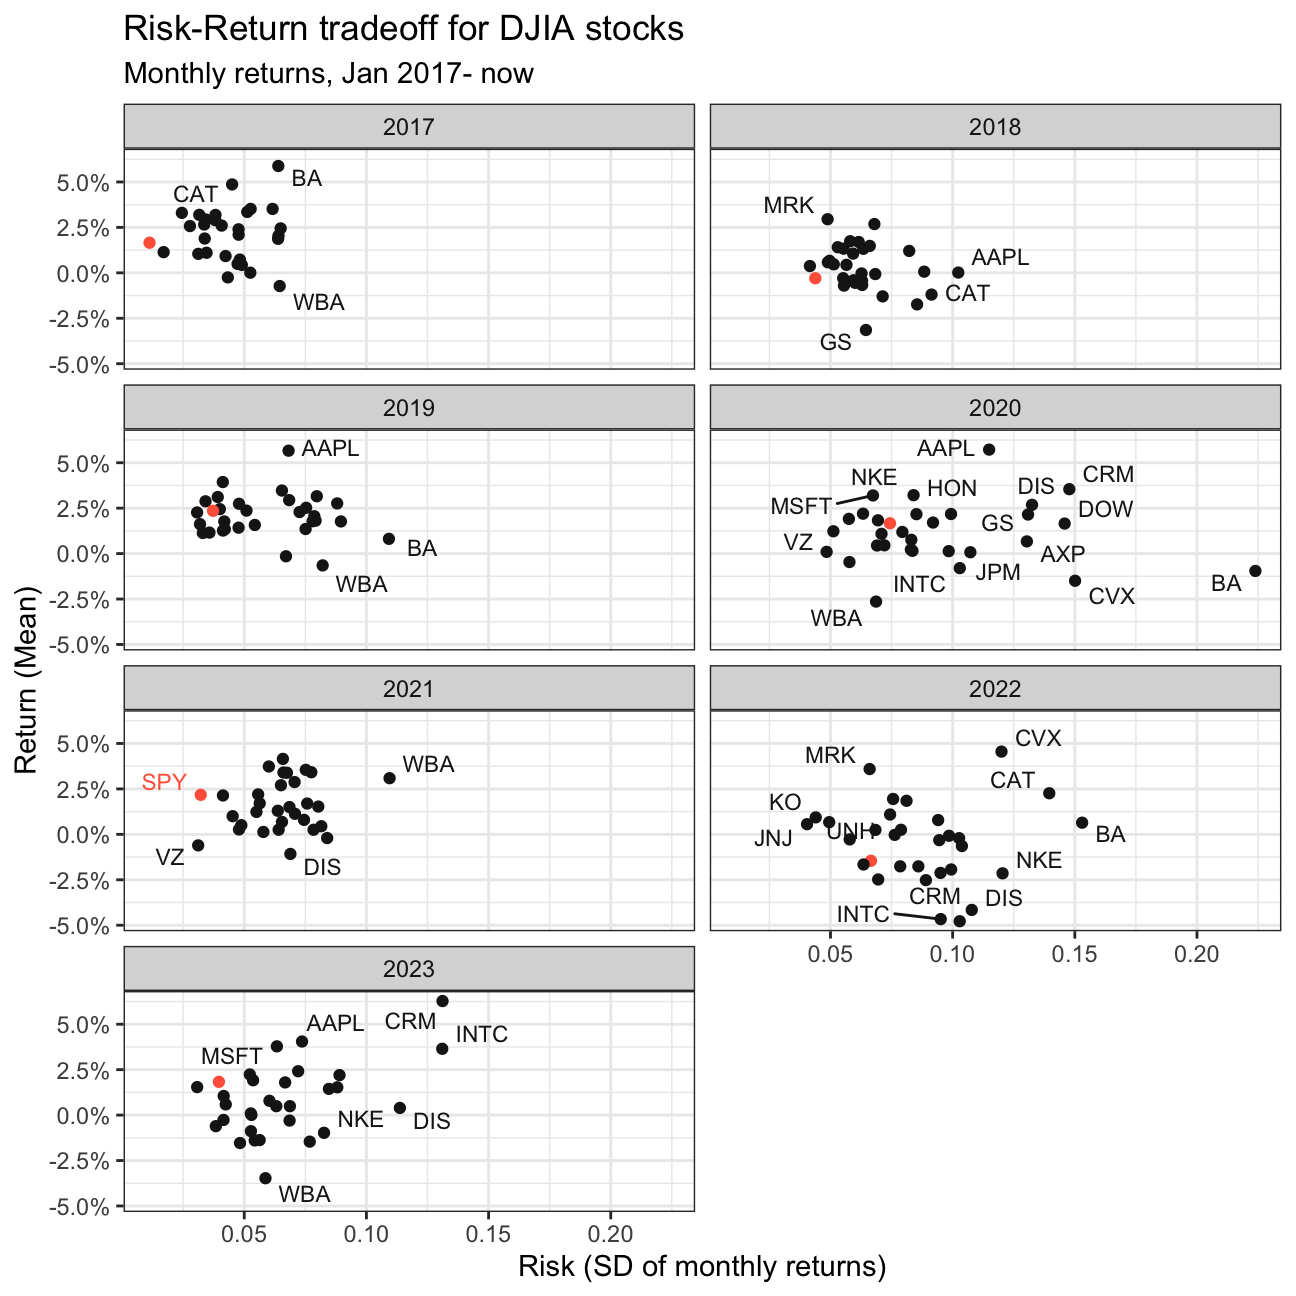 Risk-Return tradeoff for DJIA stocks
Monthly returns, Jan 2017- now
2017
2018
5.0%
2.5%
0.0%
-2.5%
-5.0%
CAT
BA
WBA
MRK
AAPL
CAT
GS
2019
2020
5.0%
2.5%
0.0%
-2.5%
-5.0%
AAPL
BA
WBA
AAPL
NKE
CRM
HON
DIS
MSFT
DOW
GS
VZ
AXP
JPM
INTC
BA
CVX
WBA
Return (Mean)
2021
2022
5.0%
2.5%
0.0%
-2.5%
-5.0%
WBA
SPY
VZ
DIS
CVX
MRK
CAT
KO
UNH
JNJ
BA
NKE
CRM
DIS
INTC
0.05 0.10 0.15 0.20
2023
5.0%
2.5%
0.0%
-2.5%
-5.0%
AAPL
CRM
INTC
MSFT
NKE
DIS
WBA
0.05 0.10 0.15 0.20
Risk (SD of monthly returns)